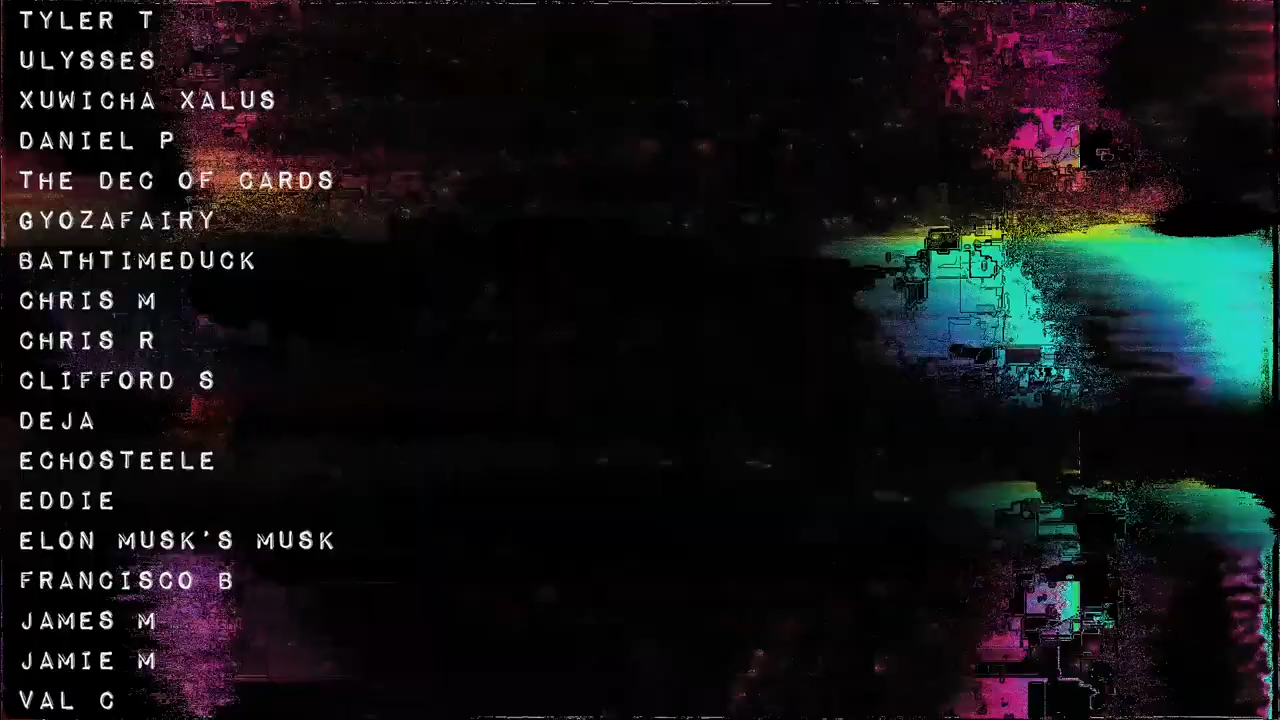 TYLER T
ULYSSES
XUWICHA XALUS
DANIEL P
THE DEC OF CARDS
GYOZAFAIRY
BATHTIMEDUCK
CHRIS M
CHRIS R
CLIFFORD S
DEJA
ECHOSTEELE
EDDIE
ELON MUSK'S MUSK
FRANCISCO B
JAMES M
JAMIE M
VAL C